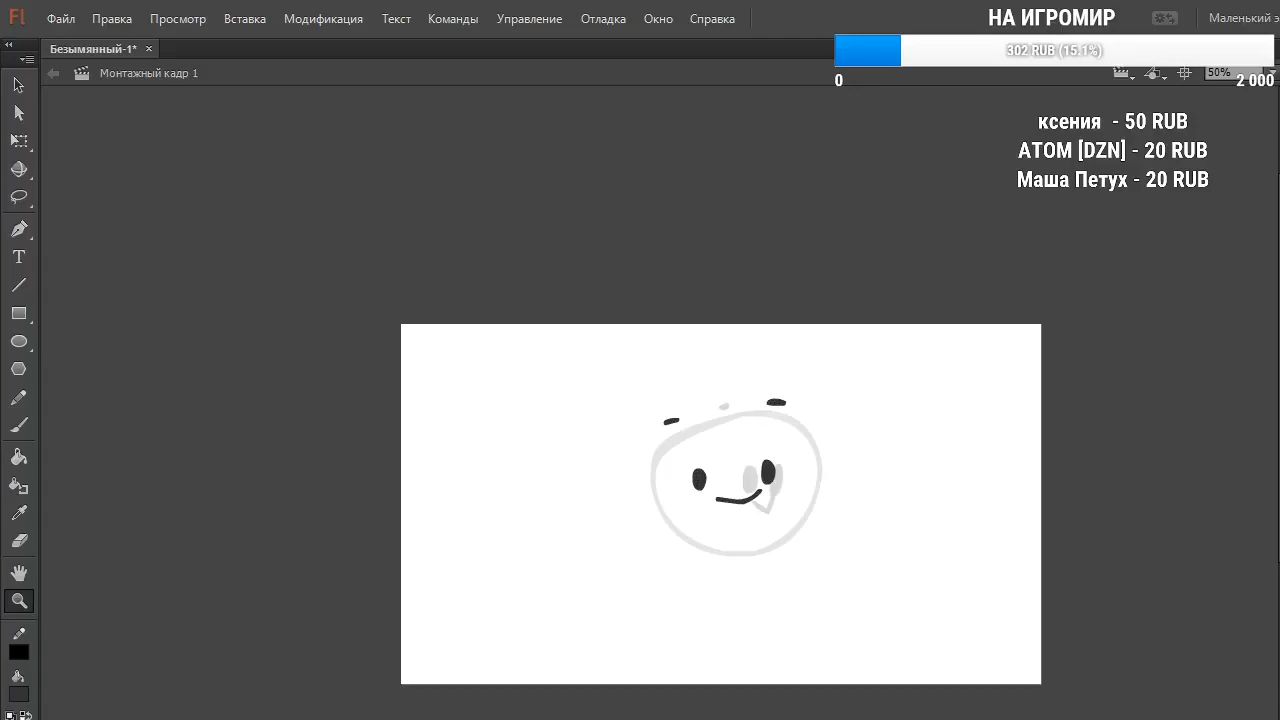 Fl Файл Правка Просмотр Вставка Модификация Текст Команды Управление Отладка Окно Справка НА ИГРОМИР Маленький э
Безымянный-1* ×
302 RUB (15.1%)
Монтажный кадр 1
50%
0 2 000
ксения - 50 RUB
ATOM [DZN] - 20 RUB
Маша Петух - 20 RUB
T